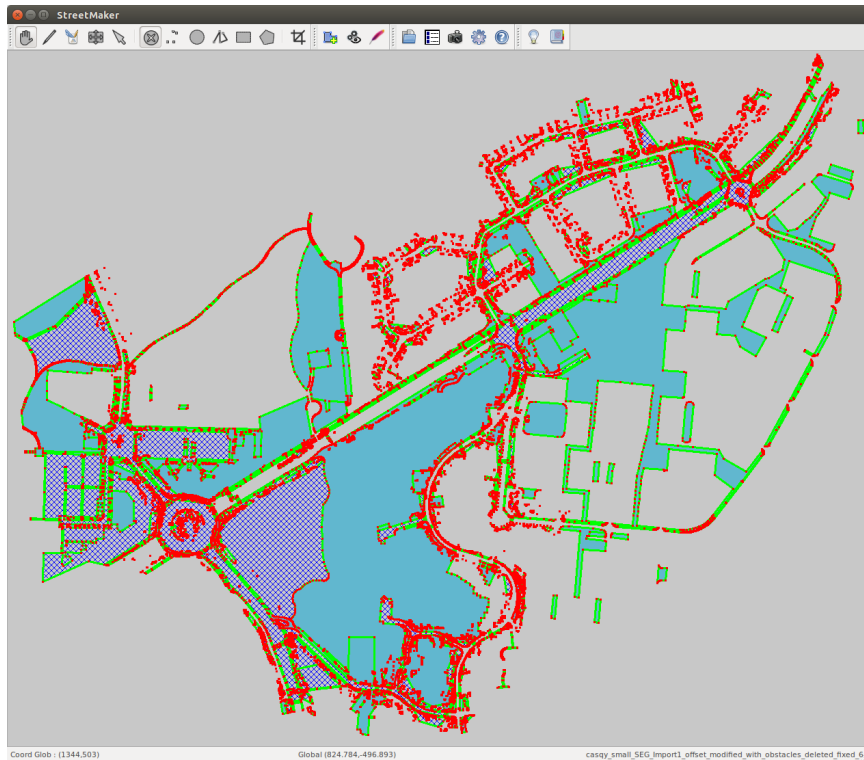 StreetMaker
Coord Glob : (1344,503)
Global (824.784,-496.893)
casqy_small_SEG_Import1_offset_modified_with_obstacles_deleted_fixed_6